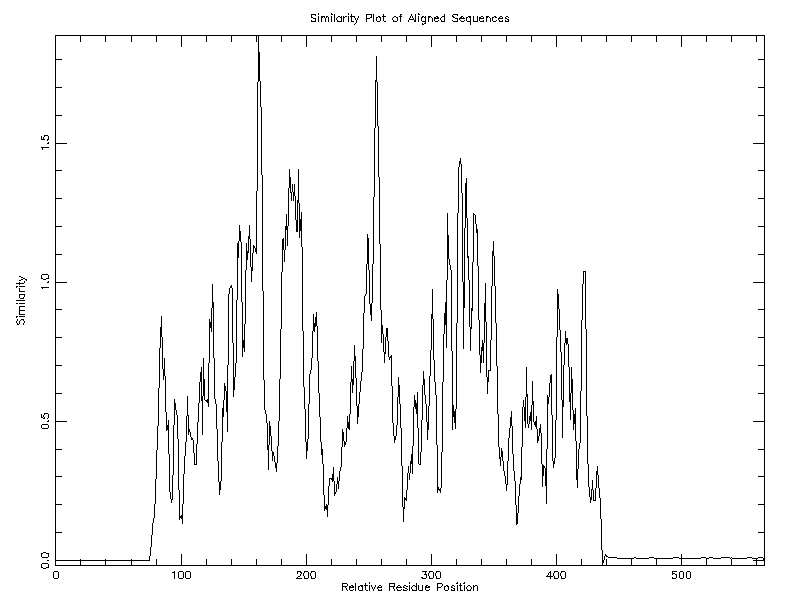 Similarity Plot of Aligned Sequences
1.5
1.0
0.5
0.0
Similarity
0 100 200 300 400 500
Relative Residue Position